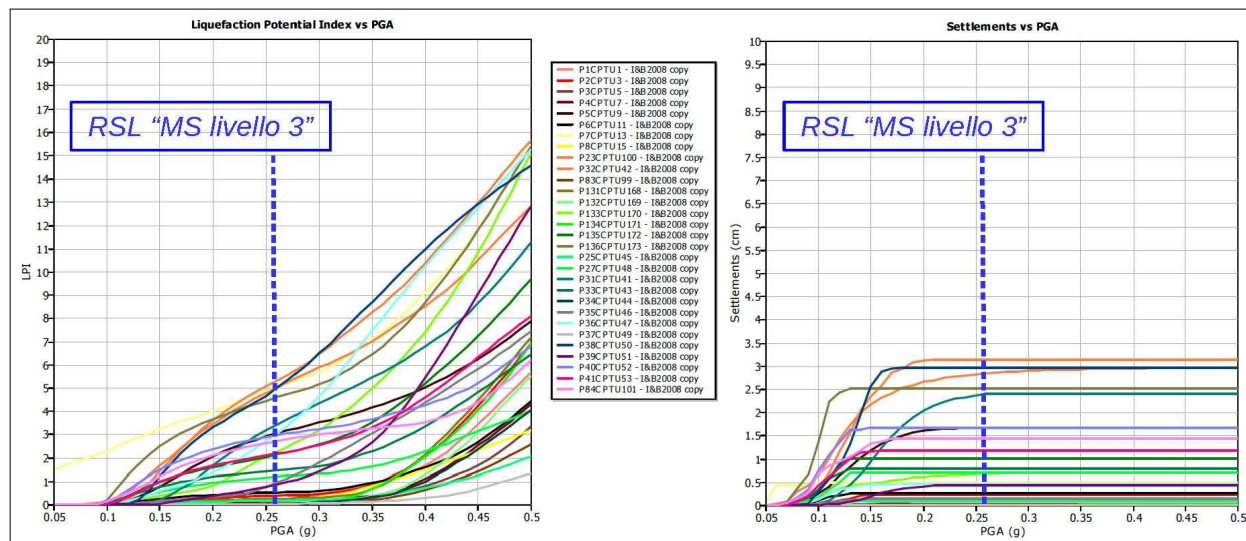 Liquefaction Potential Index vs PGA
20
19
18
17
16
15
14
13
12
11
10
9
8
7
6
5
4
3
2
1
0
LPI
RSL “MS livello 3”
0.05
0.1
0.15
0.2
0.25
0.3
0.35
0.4
0.45
0.5
PGA (g)
P1CPTU1 - I&B2008 copy
P2CPTU3 - I&B2008 copy
P3CPTU5 - I&B2008 copy
P4CPTU7 - I&B2008 copy
P5CPTU9 - I&B2008 copy
P6CPTU11 - I&B2008 copy
P7CPTU13 - I&B2008 copy
P8CPTU15 - I&B2008 copy
P23CPTU100 - I&B2008 copy
P32CPTU42 - I&B2008 copy
P83CPTU99 - I&B2008 copy
P131CPTU168 - I&B2008 copy
P132CPTU169 - I&B2008 copy
P133CPTU170 - I&B2008 copy
P134CPTU171 - I&B2008 copy
P135CPTU172 - I&B2008 copy
P136CPTU173 - I&B2008 copy
P25CPTU45 - I&B2008 copy
P27CPTU48 - I&B2008 copy
P31CPTU41 - I&B2008 copy
P33CPTU43 - I&B2008 copy
P34CPTU44 - I&B2008 copy
P35CPTU46 - I&B2008 copy
P36CPTU47 - I&B2008 copy
P37CPTU49 - I&B2008 copy
P38CPTU50 - I&B2008 copy
P39CPTU51 - I&B2008 copy
P40CPTU52 - I&B2008 copy
P41CPTU53 - I&B2008 copy
P84CPTU101 - I&B2008 copy
Settlements vs PGA
10
9.5
9
8.5
8
7.5
7
6.5
6
5.5
5
4.5
4
3.5
3
2.5
2
1.5
1
0.5
0
Settlements (cm)
RSL “MS livello 3”
0.05
0.1
0.15
0.2
0.25
0.3
0.35
0.4
0.45
0.5
PGA (g)